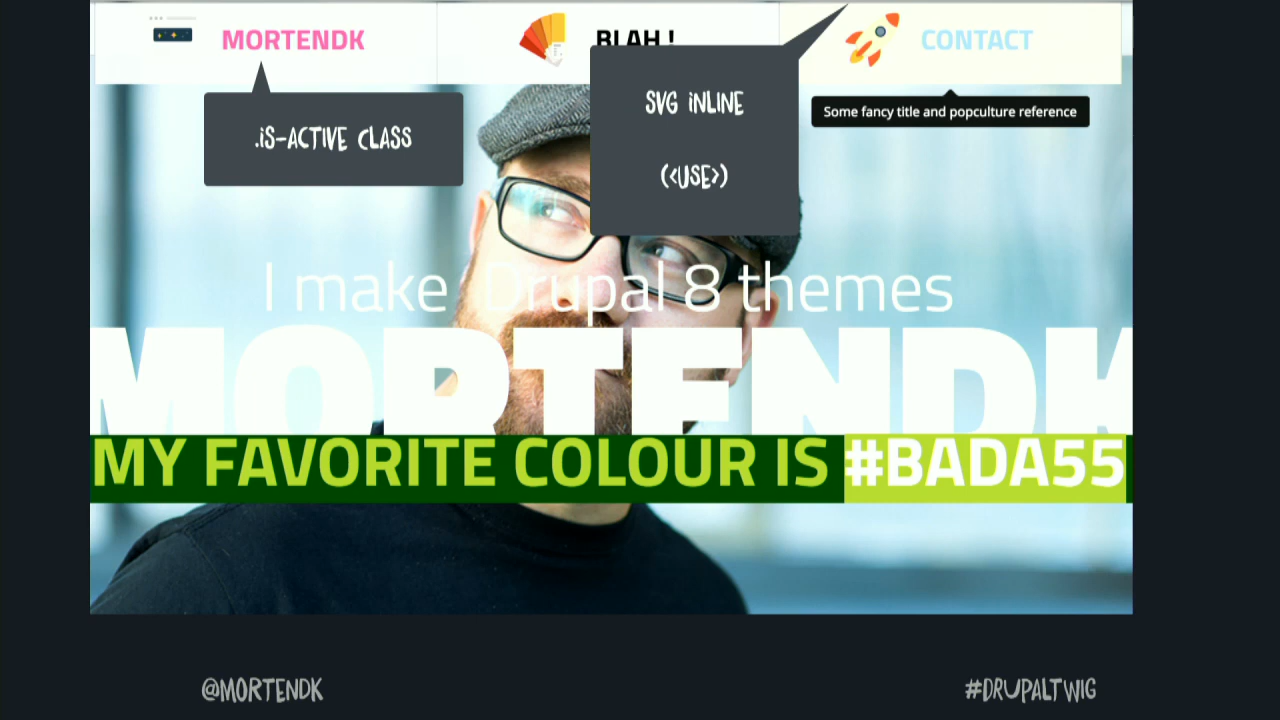 MORTENDK
BLAH !
CONTACT
.iS-ACTiVE CLASS
SVG iNLiNE
(<USE>)
Some fancy title and popculture reference
I make Drupal 8 themes
MORTENDK
MY FAVORITE COLOUR IS #BADA55
@MORTENDK
#DRUPALTWiG